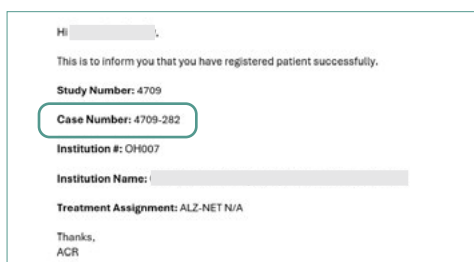 Hi
This is to inform you that you have registered patient successfully.
Study Number: 4709
Case Number: 4709-282
Institution #: OH007
Institution Name:
Treatment Assignment: ALZ-NET N/A
Thanks,
ACR